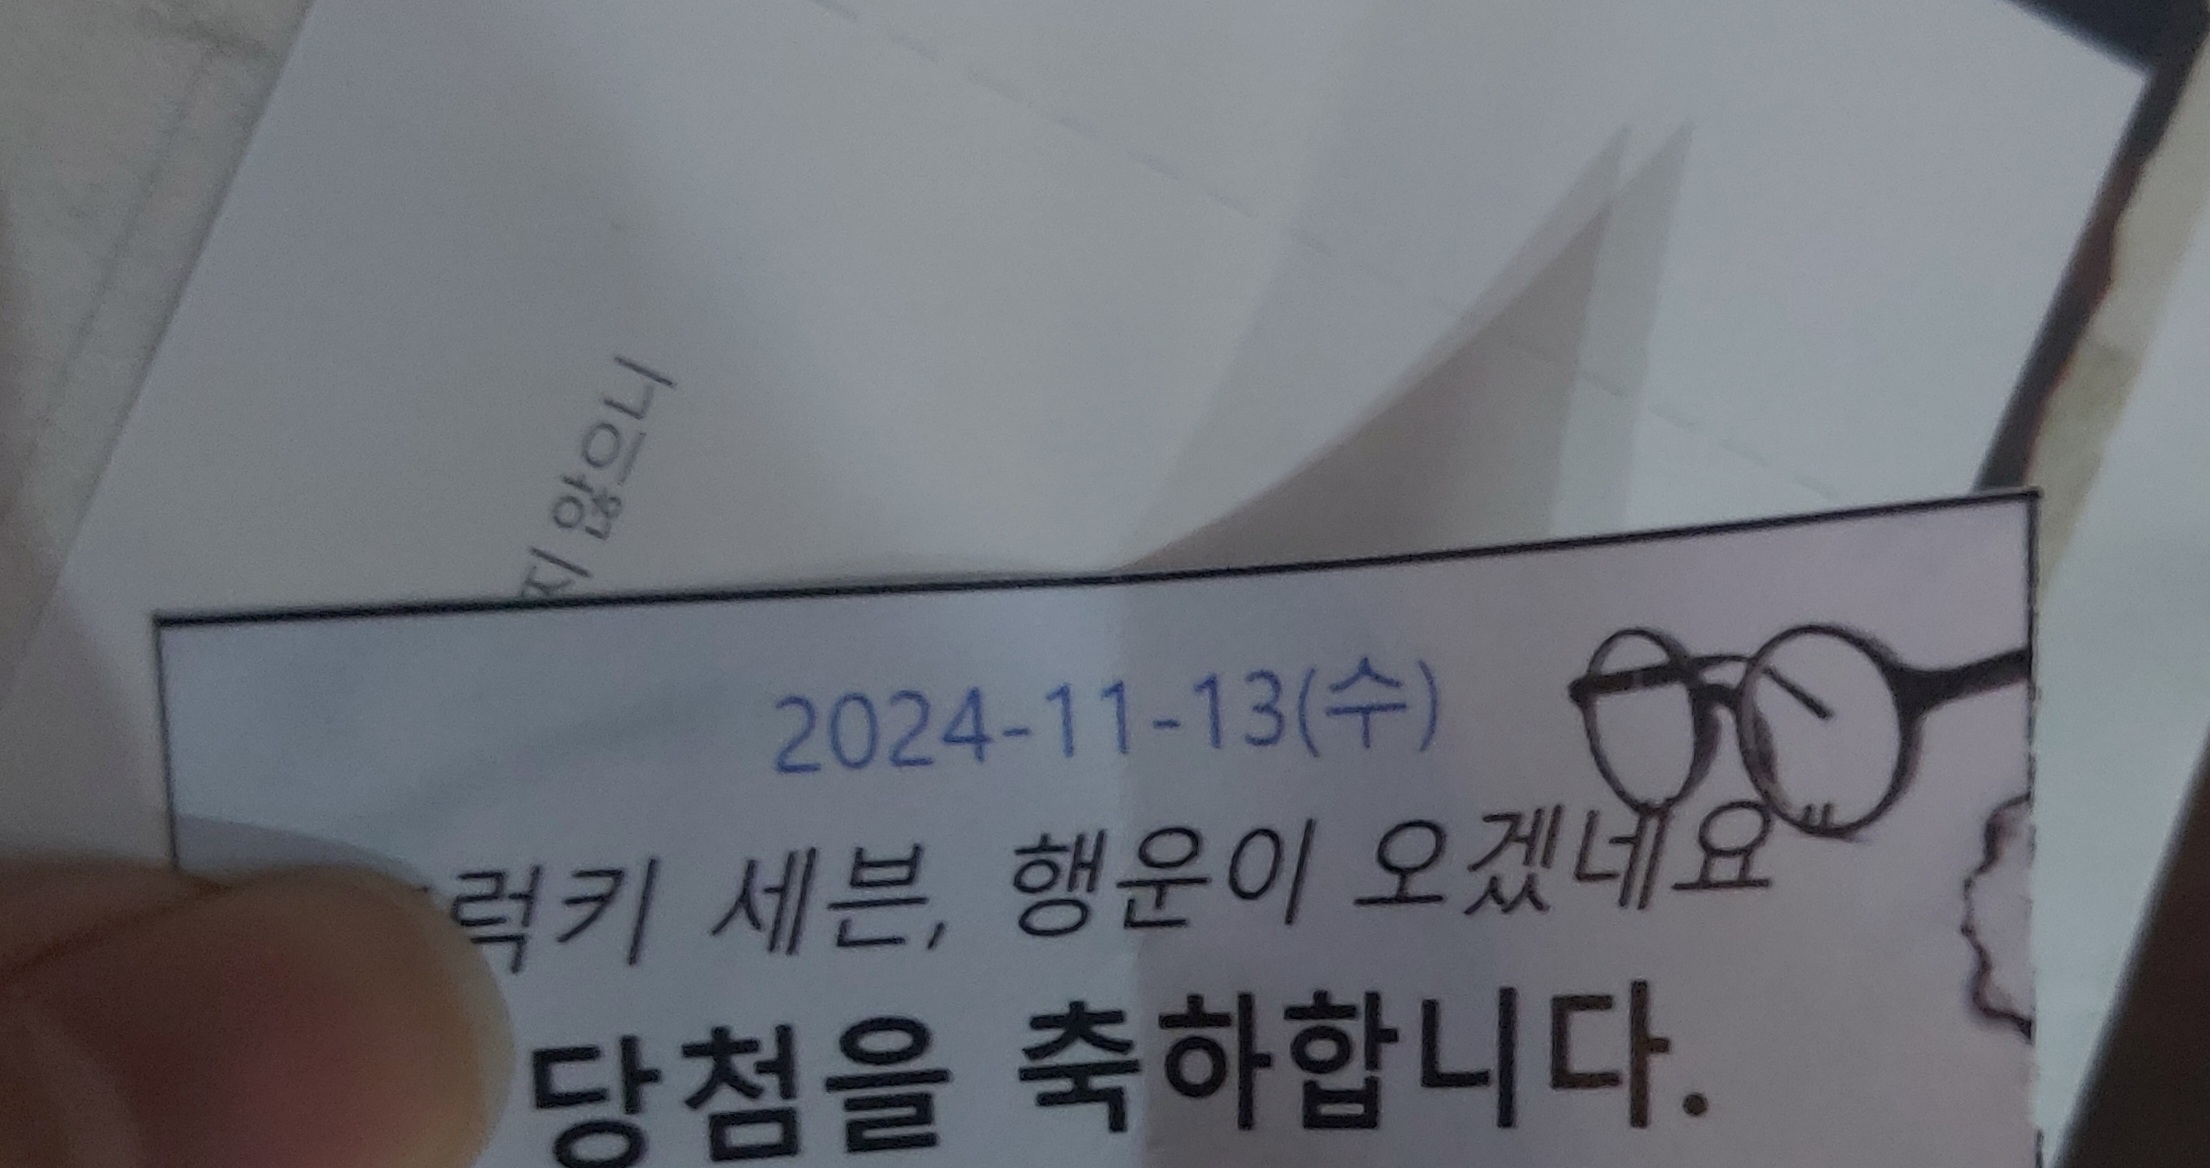 지 않으니
2024-11-13(수)
럭키 세븐, 행운이 오겠네요
당첨을 축하합니다.